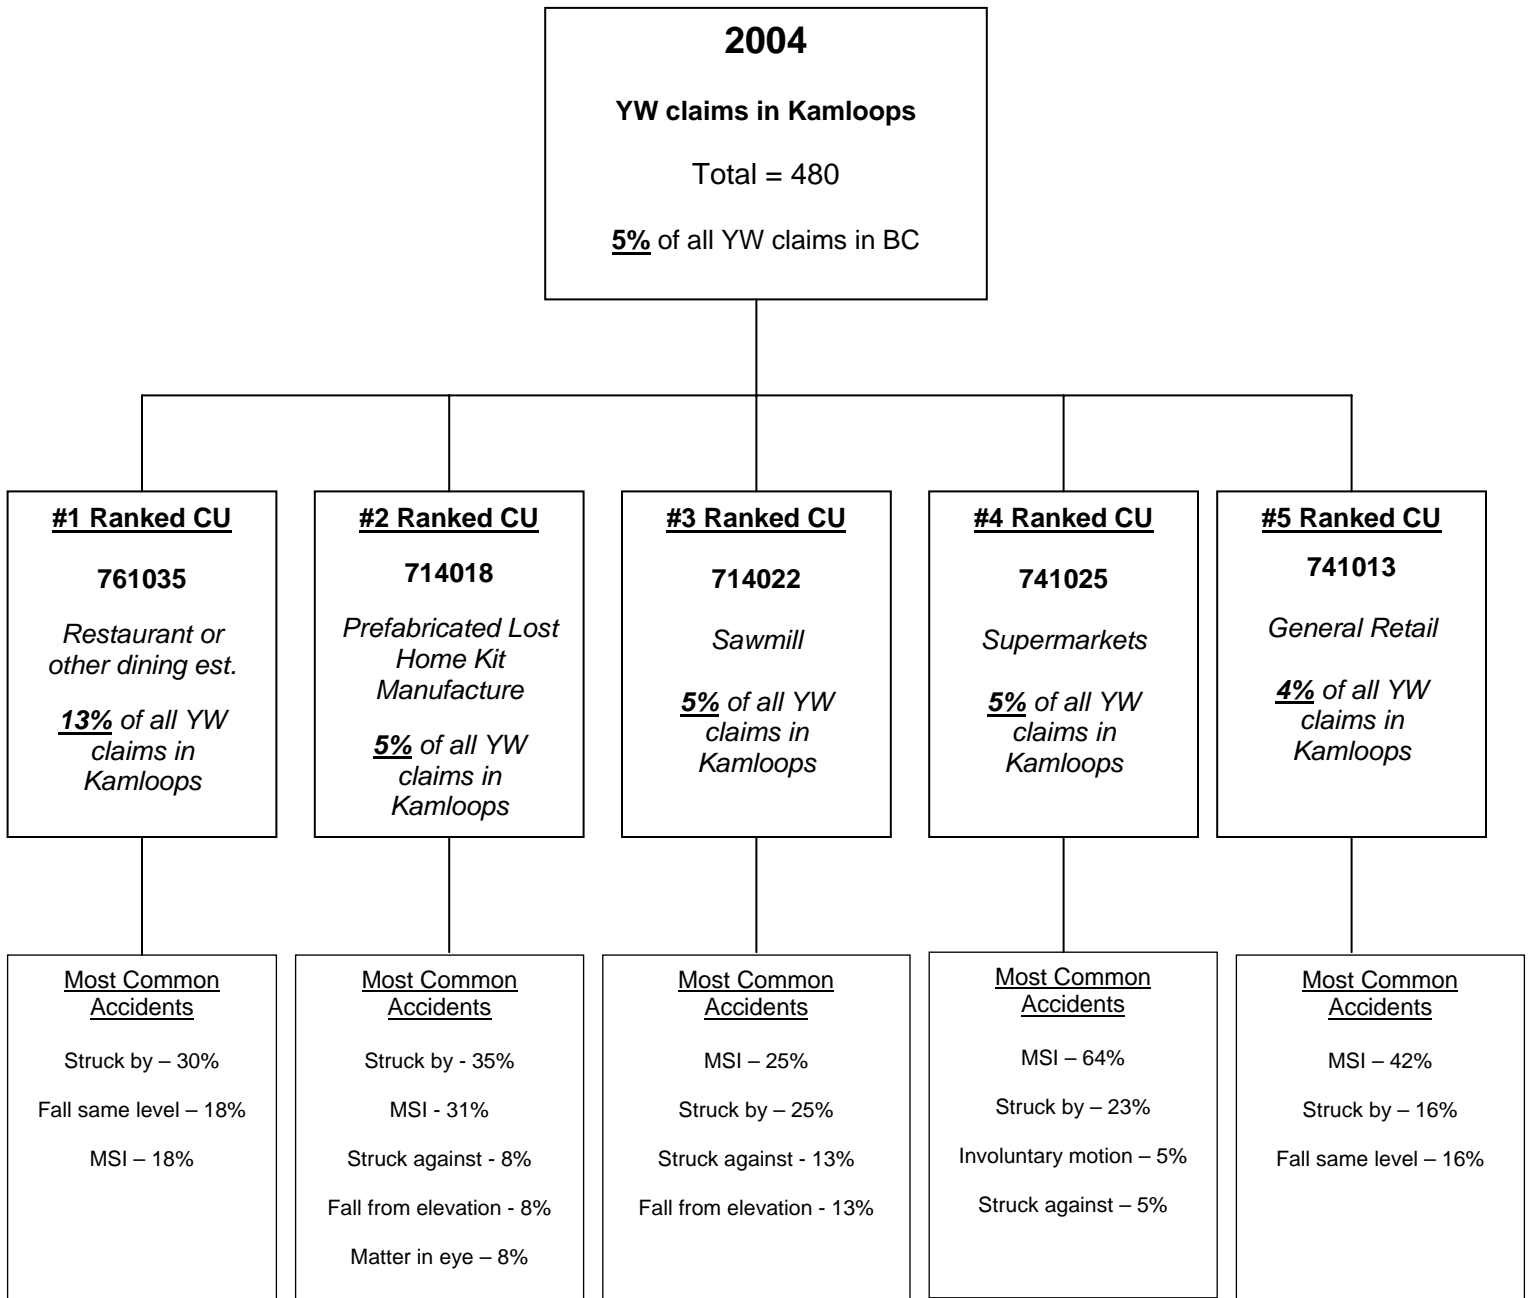 2004
YW claims in Kamloops
Total = 480
5% of all YW claims in BC
#1 Ranked CU
761035
Restaurant or
other dining est.
13% of all YW
claims in
Kamloops
#2 Ranked CU
714018
Prefabricated Lost
Home Kit
Manufacture
5% of all YW
claims in
Kamloops
#3 Ranked CU
714022
Sawmill
5% of all YW
claims in
Kamloops
#4 Ranked CU
741025
Supermarkets
5% of all YW
claims in
Kamloops
#5 Ranked CU
741013
General Retail
4% of all YW
claims in
Kamloops
Most Common
Accidents
Struck by – 30%
Fall same level – 18%
MSI – 18%
Most Common
Accidents
Struck by - 35%
MSI - 31%
Struck against - 8%
Fall from elevation - 8%
Matter in eye – 8%
Most Common
Accidents
MSI – 25%
Struck by – 25%
Struck against - 13%
Fall from elevation - 13%
Most Common
Accidents
MSI – 64%
Struck by – 23%
Involuntary motion – 5%
Struck against – 5%
Most Common
Accidents
MSI – 42%
Struck by – 16%
Fall same level – 16%